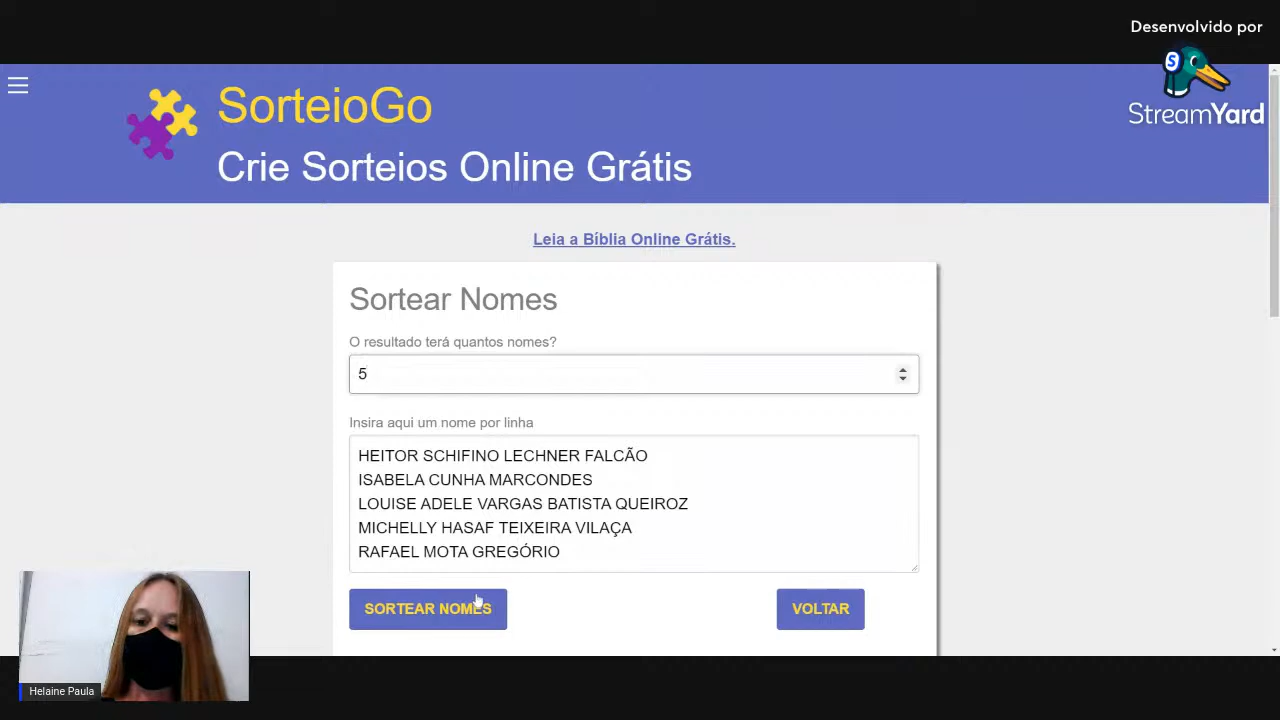 Desenvolvido por
StreamYard
SorteioGo
Crie Sorteios Online Grátis
Leia a Bíblia Online Grátis.
Sortear Nomes
O resultado terá quantos nomes?
5
Insira aqui um nome por linha
HEITOR SCHIFINO LECHNER FALCÃO
ISABELA CUNHA MARCONDES
LOUISE ADELE VARGAS BATISTA QUEIROZ
MICHELLY HASAF TEIXEIRA VILAÇA
RAFAEL MOTA GREGÓRIO
SORTEAR NOMES
VOLTAR
Helaine Paula